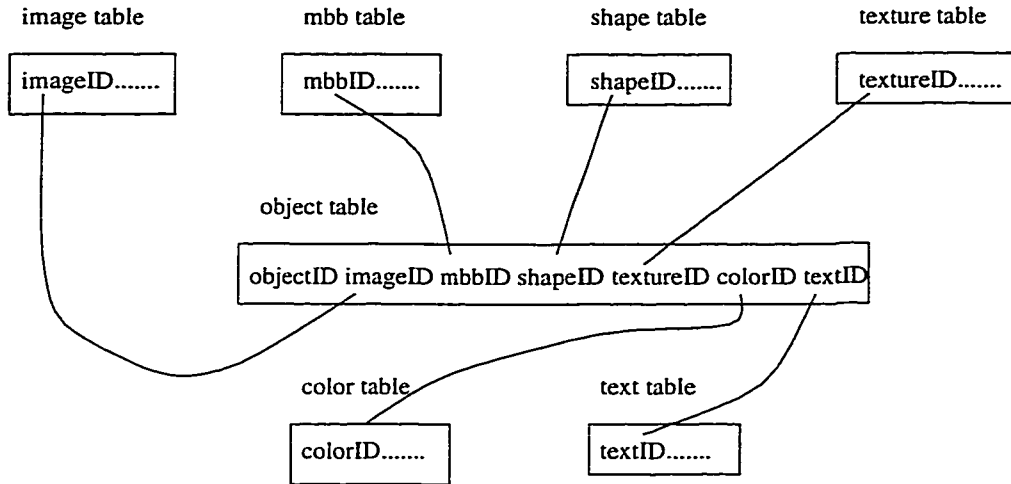 image table
mbb table
shape table
texture table
imageID.......
mbbID.......
shapeID.......
textureID.......
object table
objectID imageID mbbID shapeID textureID colorID textID
color table
text table
colorID.......
textID.......